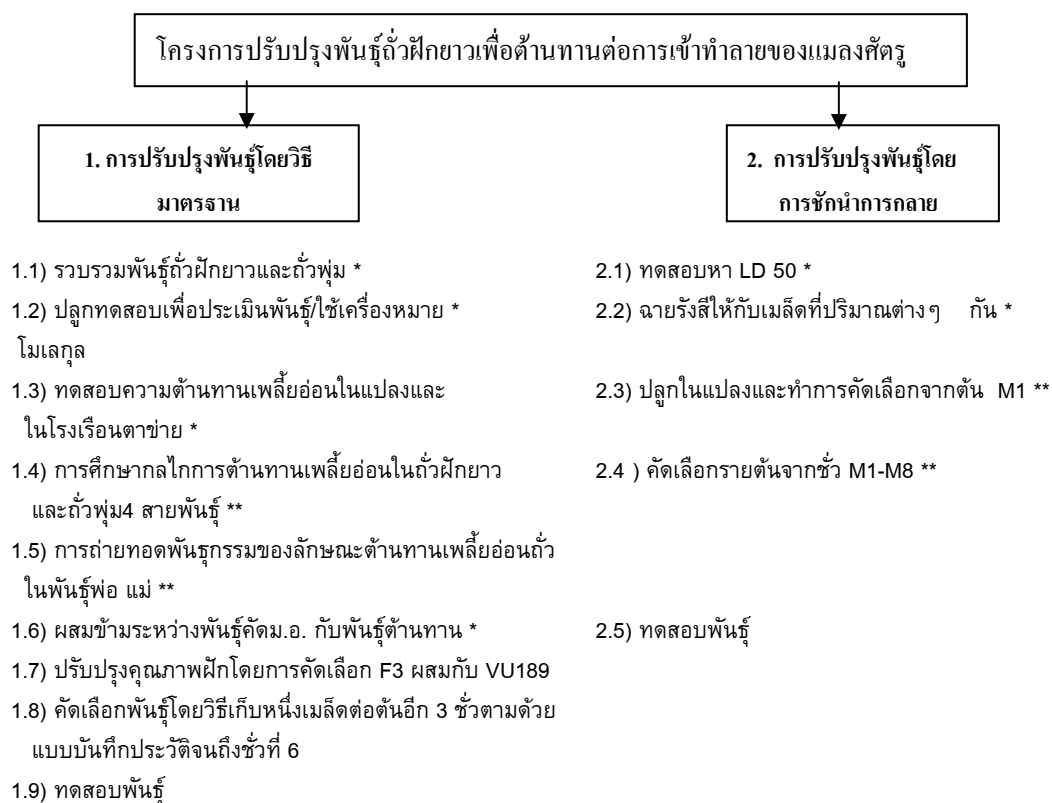 โครงการปรับปรุงพันธุ์ถั่วฝักยาวเพื่อต้านทานต่อการเข้าทำลายของแมลงศัตรู
1. การปรับปรุงพันธุ์โดยวิธี
มาตรฐาน
2. การปรับปรุงพันธุ์โดย
การชักนำการกลาย
1.1) รวบรวมพันธุ์ถั่วฝักยาวและถั่วพุ่ม *
1.2) ปลูกทดสอบเพื่อประเมินพันธุ์/ใช้เครื่องหมาย *
โมเลกุล
1.3) ทดสอบความต้านทานเพลี้ยอ่อนในแปลงและ
ในโรงเรือนตาข่าย *
1.4) การศึกษากลไกการต้านทานเพลี้ยอ่อนในถั่วฝักยาว
และถั่วพุ่ม4 สายพันธุ์ **
1.5) การถ่ายทอดพันธุกรรมของลักษณะต้านทานเพลี้ยอ่อนถั่ว
ในพันธุ์พ่อ แม่ **
1.6) ผสมข้ามระหว่างพันธุ์คัดม.อ. กับพันธุ์ต้านทาน *
1.7) ปรับปรุงคุณภาพฝักโดยการคัดเลือก F3 ผสมกับ VU189
1.8) คัดเลือกพันธุ์โดยวิธีเก็บหนึ่งเมล็ดต่อต้นอีก 3 ชั่วตามด้วย
แบบบันทึกประวัติจนถึงชั่วที่ 6
1.9) ทดสอบพันธุ์
2.1) ทดสอบหา LD 50 *
2.2) ฉายรังสีให้กับเมล็ดที่ปริมาณต่างๆ กัน *
2.3) ปลูกในแปลงและทำการคัดเลือกจากต้น M1 **
2.4 ) คัดเลือกรายต้นจากชั่ว M1-M8 **
2.5) ทดสอบพันธุ์